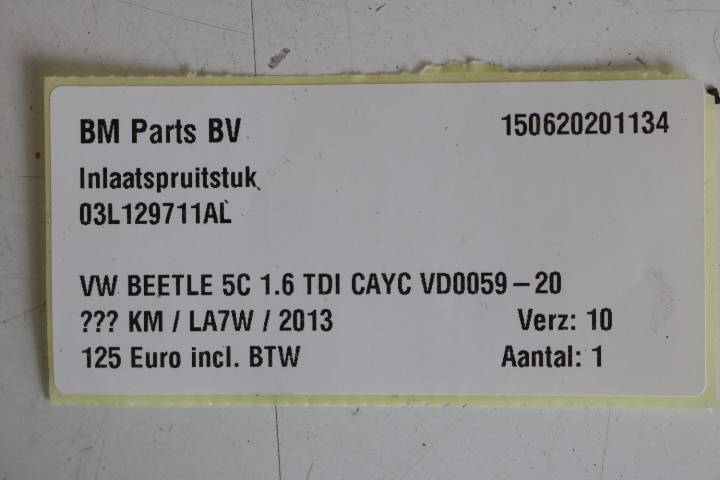 BM Parts BV 150620201134
Inlaatspruitstuk
03L129711AL
VW BEETLE 5C 1.6 TDI CAYC VD0059-20
??? KM / LA7W / 2013 Verz: 10
125 Euro incl. BTW Aantal: 1